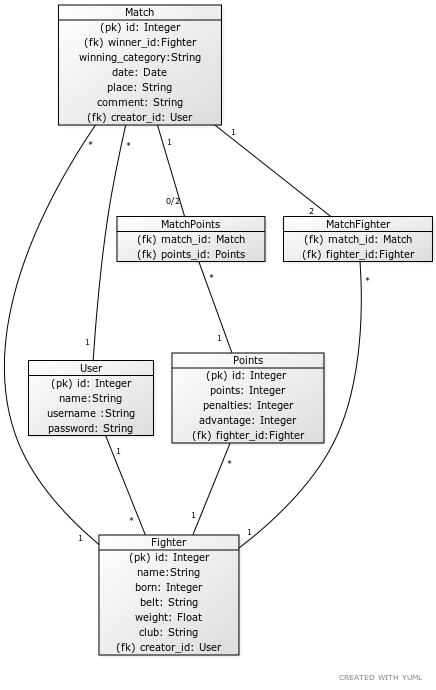 Match
(pk) id: Integer
(fk) winner_id:Fighter
winning_category:String
date: Date
place: String
comment: String
(fk) creator_id: User
* * 1 1
0/2 2
MatchPoints
(fk) match_id: Match
(fk) points_id: Points
MatchFighter
(fk) match_id: Match
(fk) fighter_id:Fighter
* *
1 1
User
(pk) id: Integer
name:String
username :String
password: String
Points
(pk) id: Integer
points: Integer
penalties: Integer
advantage: Integer
(fk) fighter_id:Fighter
1 *
* 1
1 1
Fighter
(pk) id: Integer
name:String
born: Integer
belt: String
weight: Float
club: String
(fk) creator_id: User
CREATED WITH YUML